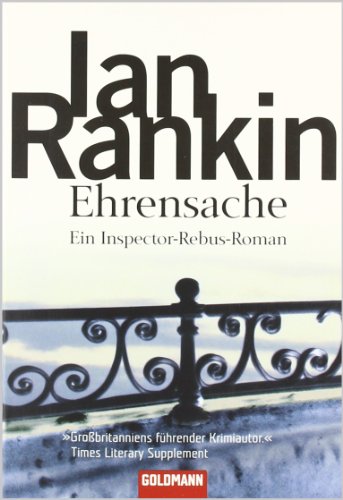 Ian
Rankin
Ehrensache
Ein Inspector-Rebus-Roman
»Großbritanniens führender Krimiautor.«
Times Literary Supplement
GOLDMANN